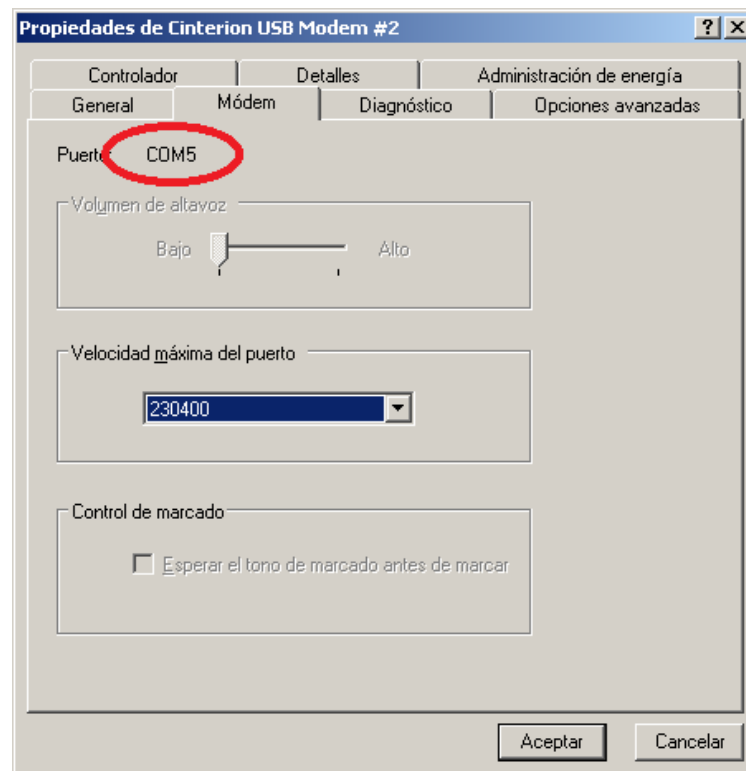 Propiedades de Cinterion USB Modem #2
Controlador Detalles Administración de energía
General Módem Diagnóstico Opciones avanzadas
Puerto: COM5
Volumen de altavoz
Bajo Alto
Velocidad máxima del puerto
230400
Control de marcado
Esperar el tono de marcado antes de marcar
Aceptar Cancelar